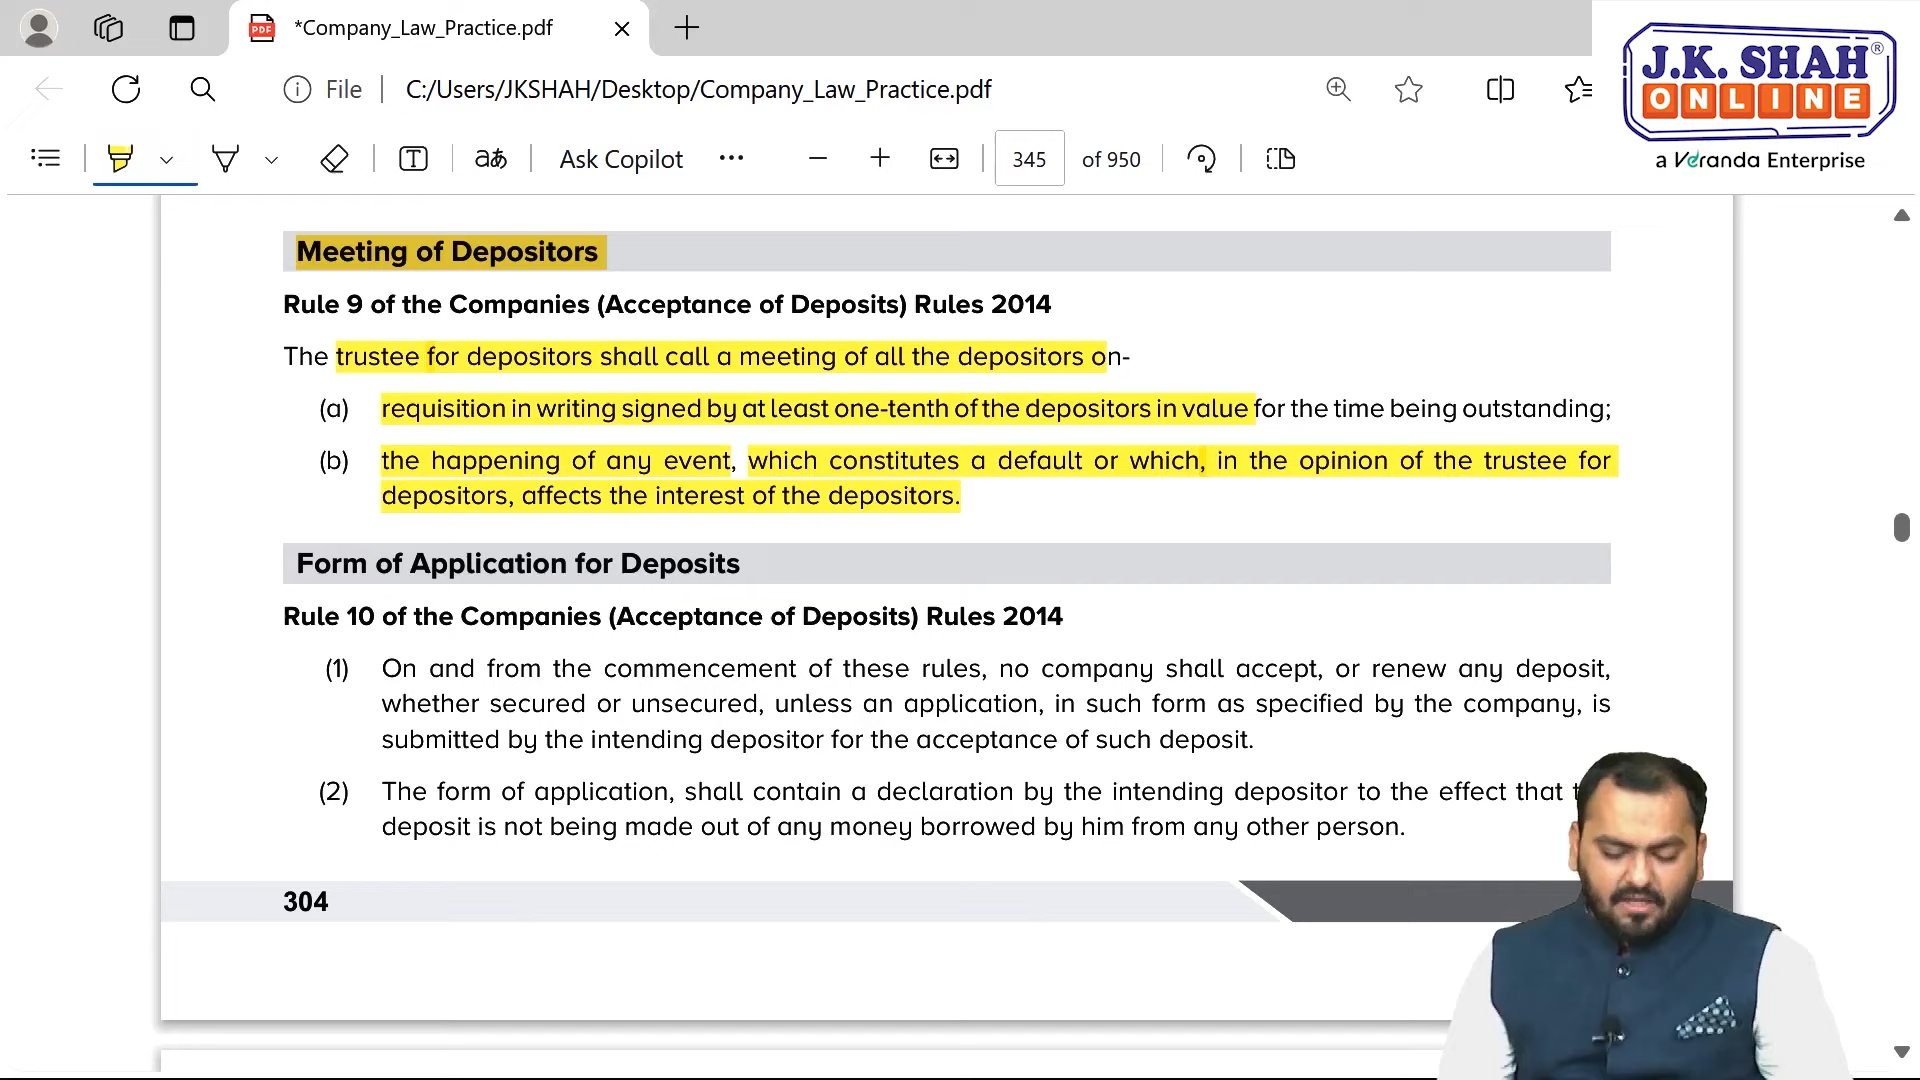 *Company_Law_Practice.pdf
File
C:/Users/JKSHAH/Desktop/Company_Law_Practice.pdf
J.K. SHAH®
ONLINE
a Veranda Enterprise
Ask Copilot
345 of 950
Meeting of Depositors
Rule 9 of the Companies (Acceptance of Deposits) Rules 2014
The trustee for depositors shall call a meeting of all the depositors on-
(a) requisition in writing signed by at least one-tenth of the depositors in value for the time being outstanding;
(b) the happening of any event, which constitutes a default or which, in the opinion of the trustee for
depositors, affects the interest of the depositors.
Form of Application for Deposits
Rule 10 of the Companies (Acceptance of Deposits) Rules 2014
(1) On and from the commencement of these rules, no company shall accept, or renew any deposit,
whether secured or unsecured, unless an application, in such form as specified by the company, is
submitted by the intending depositor for the acceptance of such deposit.
(2) The form of application, shall contain a declaration by the intending depositor to the effect that
deposit is not being made out of any money borrowed by him from any other person.
304